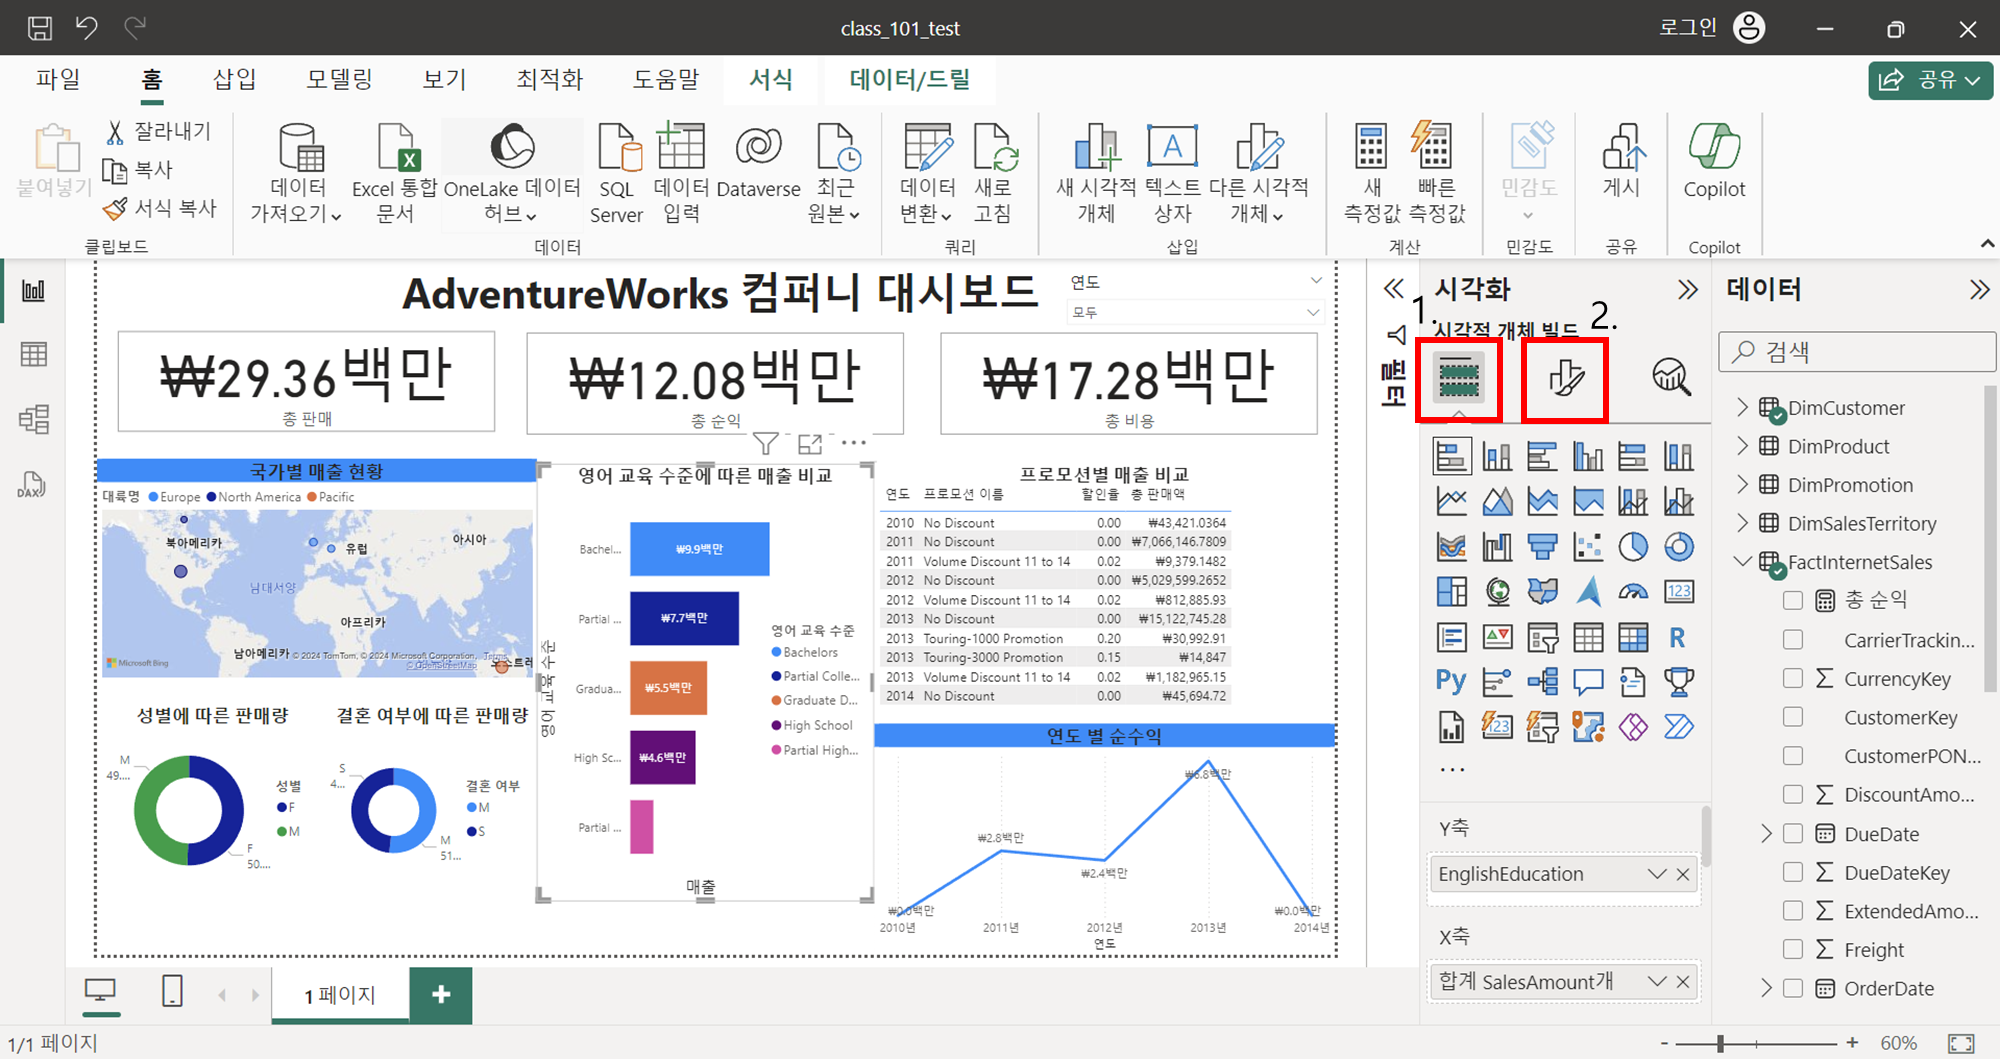 class_101_test
로그인
파일 홈 삽입 모델링 보기 최적화 도움말 서식 데이터/드릴
공유
붙여넣기
잘라내기
복사
서식 복사
클립보드
데이터
가져오기
Excel 통합
문서
OneLake 데이터
허브
SQL
Server
데이터
입력
Dataverse
최근
원본
데이터
데이터
변환
새로
고침
쿼리
새 시각적
개체
텍스트
상자
다른 시각적
개체
삽입
새
측정값
빠른
측정값
계산
민감도
민감도
게시
공유
Copilot
Copilot
AdventureWorks 컴퍼니 대시보드
연도
모두
₩29.36백만
총 판매
₩12.08백만
총 순익
₩17.28백만
총 비용
국가별 매출 현황
대륙명 Europe North America Pacific
북아메리카
유럽
아시아
남대서양
아프리카
남아메리카
Microsoft Bing
© 2024 TomTom, © 2024 Microsoft Corporation, Terms
© OpenStreetMap
성별에 따른 판매량
M
49....
F
50....
성별
F
M
결혼 여부에 따른 판매량
S
4...
M
51...
결혼 여부
M
S
영어 교육 수준에 따른 매출 비교
영어 교육 수준
Bachel... ₩9.9백만
Partial ... ₩7.7백만
Gradua... ₩5.5백만
High Sc... ₩4.6백만
Partial ...
매출
영어 교육 수준
Bachelors
Partial Colle...
Graduate D...
High School
Partial High...
프로모션별 매출 비교
연도 프로모션 이름 할인율 총 판매액
2010 No Discount 0.00 ₩43,421.0364
2011 No Discount 0.00 ₩7,066,146.7809
2011 Volume Discount 11 to 14 0.02 ₩9,379.1482
2012 No Discount 0.00 ₩5,029,599.2652
2012 Volume Discount 11 to 14 0.02 ₩812,885.93
2013 No Discount 0.00 ₩15,122,745.28
2013 Touring-1000 Promotion 0.20 ₩30,992.91
2013 Touring-3000 Promotion 0.15 ₩14,847
2013 Volume Discount 11 to 14 0.02 ₩1,182,965.15
2014 No Discount 0.00 ₩45,694.72
연도 별 순수익
₩0.0백만
₩2.8백만
₩2.4백만
₩6.8백만
₩0.0백만
2010년 2011년 2012년 2013년 2014년
연도
필터
시각화
1.
시각적 개체 빌드
2.
R
Py
...
Y축
EnglishEducation
X축
합계 SalesAmount개
데이터
검색
DimCustomer
DimProduct
DimPromotion
DimSalesTerritory
FactInternetSales
총 순익
CarrierTrackin...
CurrencyKey
CustomerKey
CustomerPON...
DiscountAmo...
DueDate
DueDateKey
ExtendedAmo...
Freight
OrderDate
1 페이지
+
1/1 페이지
- + 60%